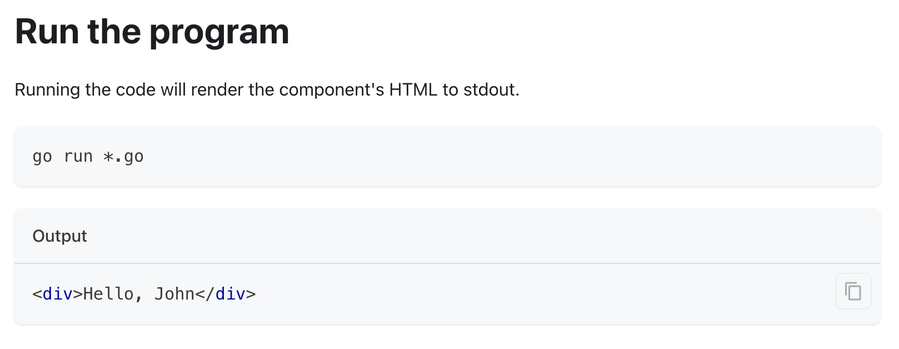 Run the program
Running the code will render the component's HTML to stdout.
go run *.go
Output
<div>Hello, John</div>